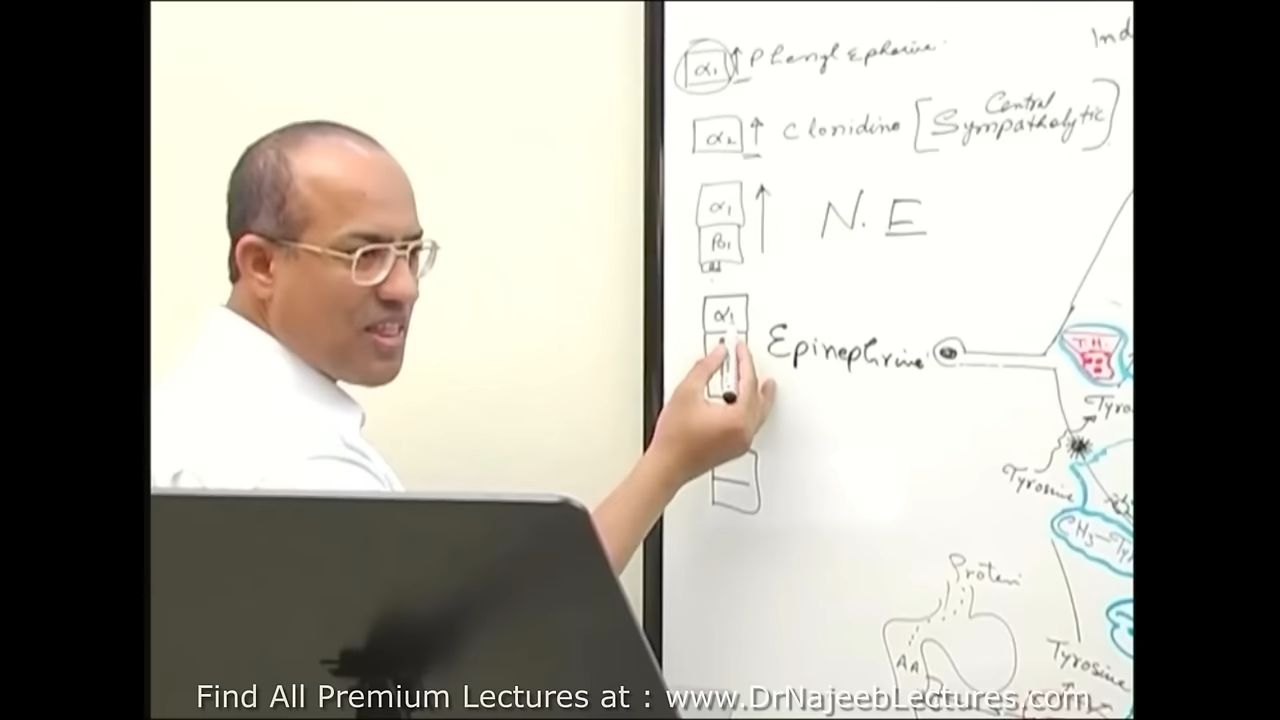 α₁ ↑ Phenyl ephrine
Ind
α₂ ↑ Clonidine [Central Sympatholytic]
α₁
β₁
↑ N.E
α₁
Epinephrine
T.H.
Tyro
Tyrosine
CH₃-Ty
Protein
AA
Tyrosine
Find All Premium Lectures at : www.DrNajeebLectures.com